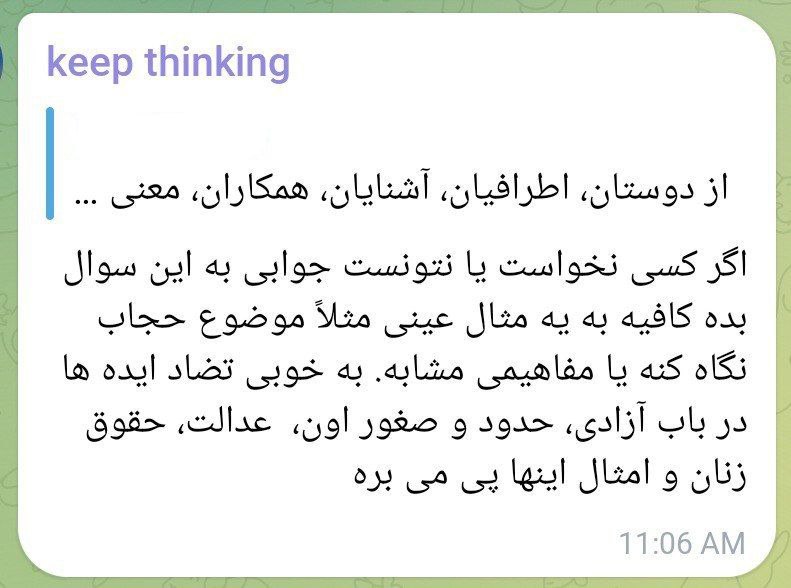 keep thinking
از دوستان، اطرافیان، آشنایان، همکاران، معنی ...
اگر کسی نخواست یا نتونست جوابی به این سوال
بده کافیه به یه مثال عینی مثلاً موضوع حجاب
نگاه کنه یا مفاهیمی مشابه. به خوبی تضاد ایده ها
در باب آزادی، حدود و صغور اون، عدالت، حقوق
زنان و امثال اینها پی می بره
11:06 AM